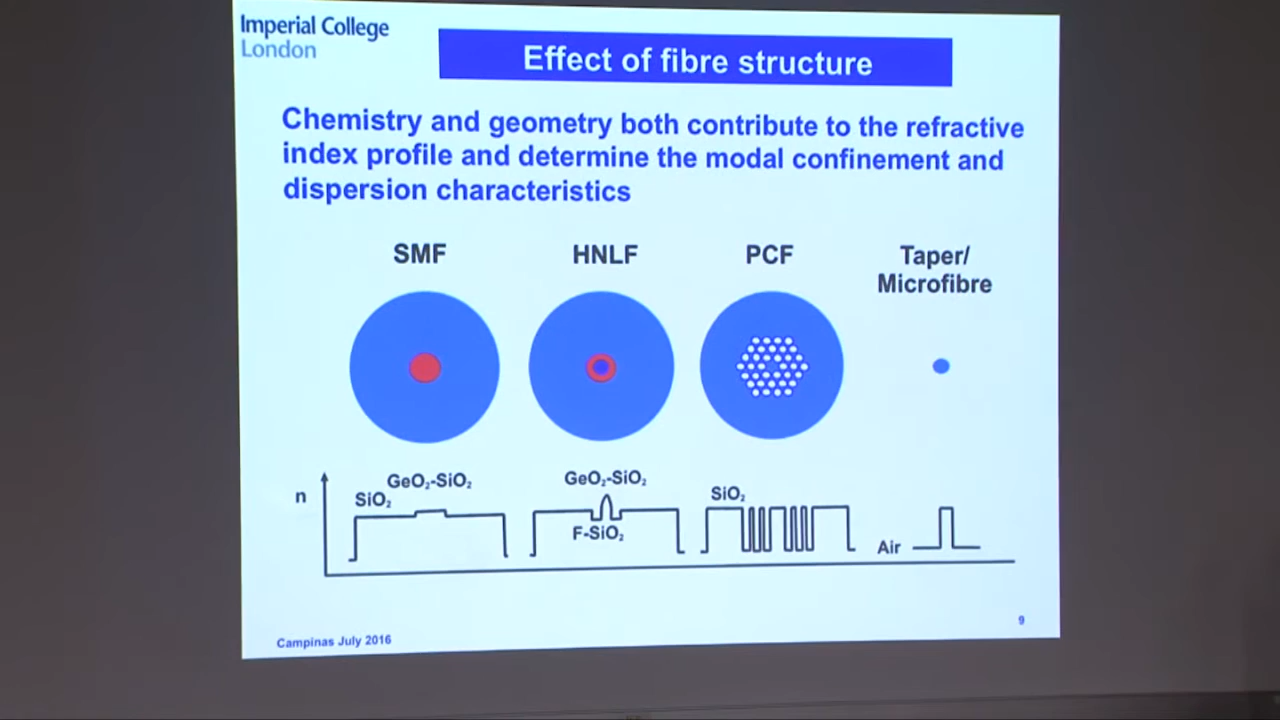 Imperial College
London
Effect of fibre structure
Chemistry and geometry both contribute to the refractive
index profile and determine the modal confinement and
dispersion characteristics
SMF
HNLF
PCF
Taper/
Microfibre
n
SiO₂
GeO₂-SiO₂
GeO₂-SiO₂
F-SiO₂
SiO₂
Air
Campinas July 2016
9